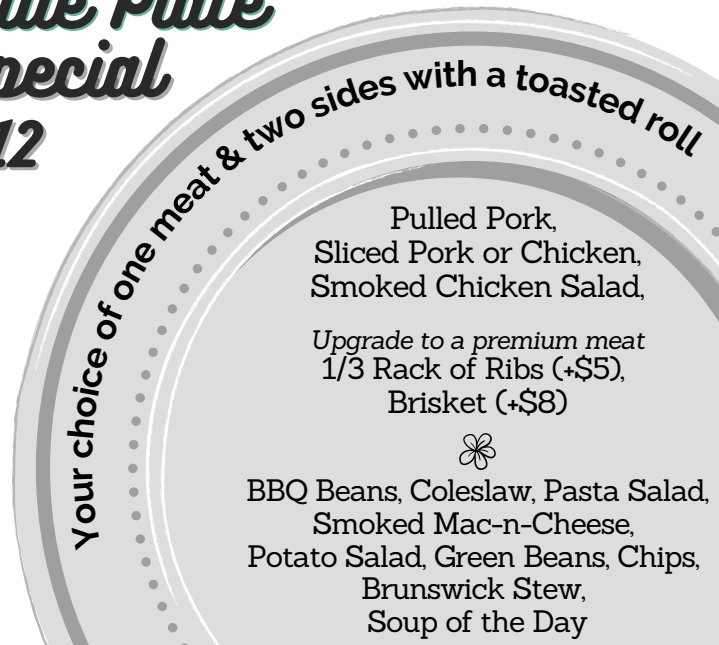 Plate
pecial
12
Your choice of one meat & two sides with a toasted roll
Pulled Pork,
Sliced Pork or Chicken,
Smoked Chicken Salad,
Upgrade to a premium meat
1/3 Rack of Ribs (+$5),
Brisket (+$8)
BBQ Beans, Coleslaw, Pasta Salad,
Smoked Mac-n-Cheese,
Potato Salad, Green Beans, Chips,
Brunswick Stew,
Soup of the Day